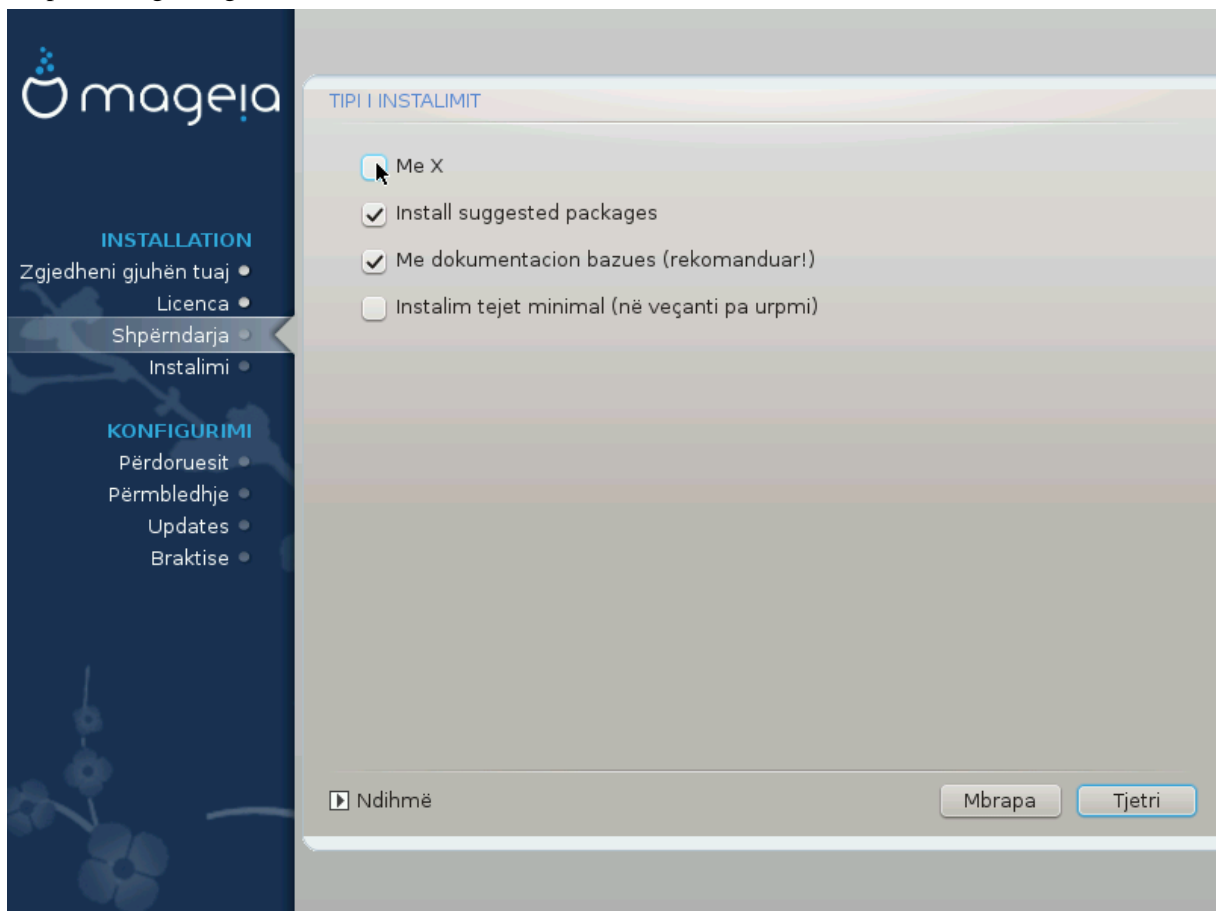 mageia
INSTALLATION
Zgjedheni gjuhën tuaj
Licenca
Shpërndarja
Instalimi
KONFIGURIMI
Përdoruesit
Përmbledhje
Updates
Braktise
TIPI I INSTALIMIT
Me X
Install suggested packages
Me dokumentacion bazues (rekomanduar!)
Instalim tejet minimal (në veçanti pa urpmi)
Ndihmë
Mbrapa
Tjetri